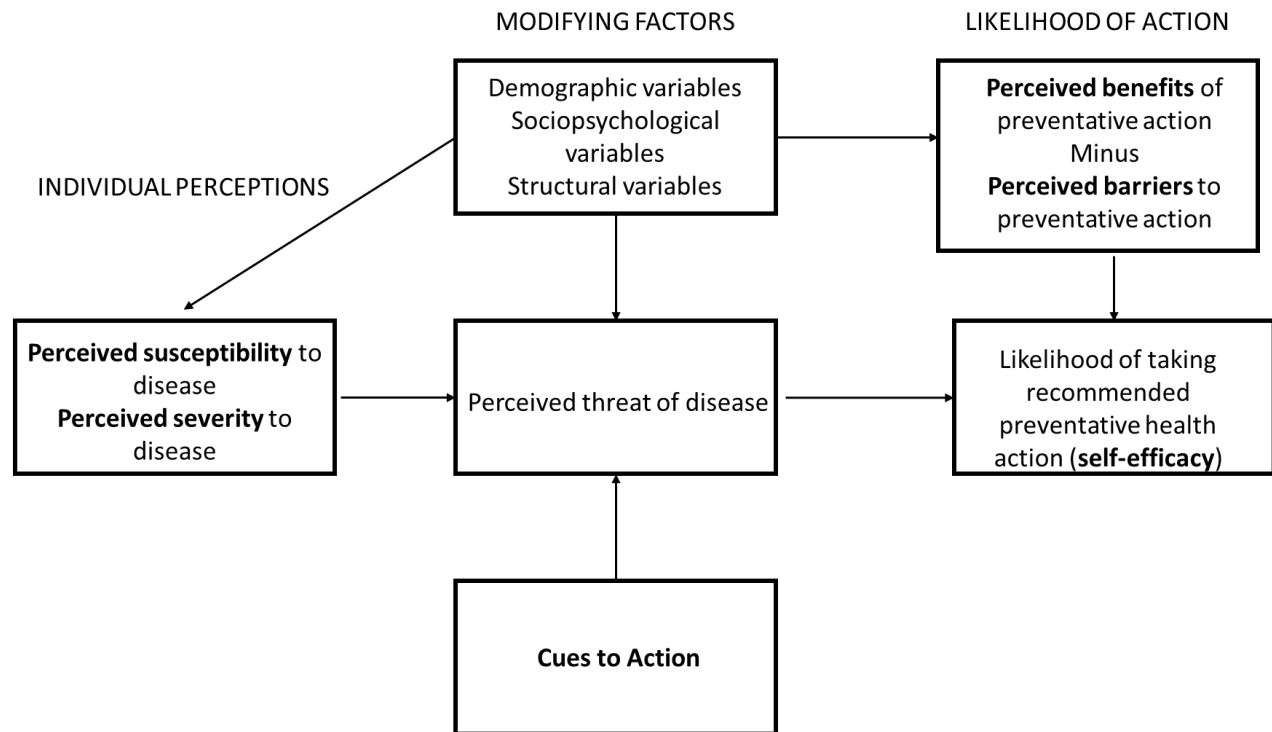 MODIFYING FACTORS
LIKELIHOOD OF ACTION
Demographic variables
Sociopsychological
variables
Structural variables
Perceived benefits of
preventative action
Minus
Perceived barriers to
preventative action
INDIVIDUAL PERCEPTIONS
Perceived susceptibility to
disease
Perceived severity to
disease
Perceived threat of disease
Likelihood of taking
recommended
preventative health
action (self-efficacy)
Cues to Action